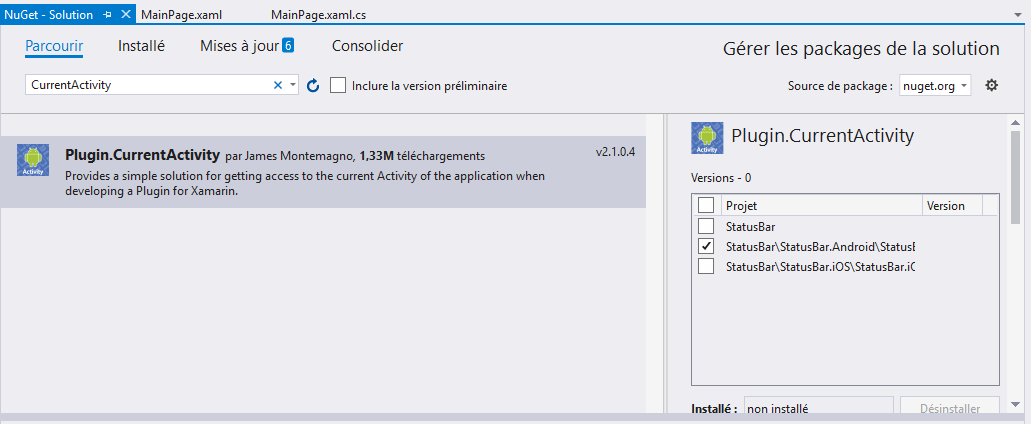 NuGet - Solution
MainPage.xaml
MainPage.xaml.cs
Parcourir
Installé
Mises à jour 6
Consolider
Gérer les packages de la solution
CurrentActivity
Inclure la version préliminaire
Source de package :
nuget.org
Plugin.CurrentActivity par James Montemagno, 1,33M téléchargements
v2.1.0.4
Provides a simple solution for getting access to the current Activity of the application when
developing a Plugin for Xamarin.
Activity
Activity
Plugin.CurrentActivity
Versions - 0
Projet
Version
StatusBar
StatusBar\StatusBar.Android\StatusB
StatusBar\StatusBar.iOS\StatusBar.iO
Installé :
non installé
Désinstaller